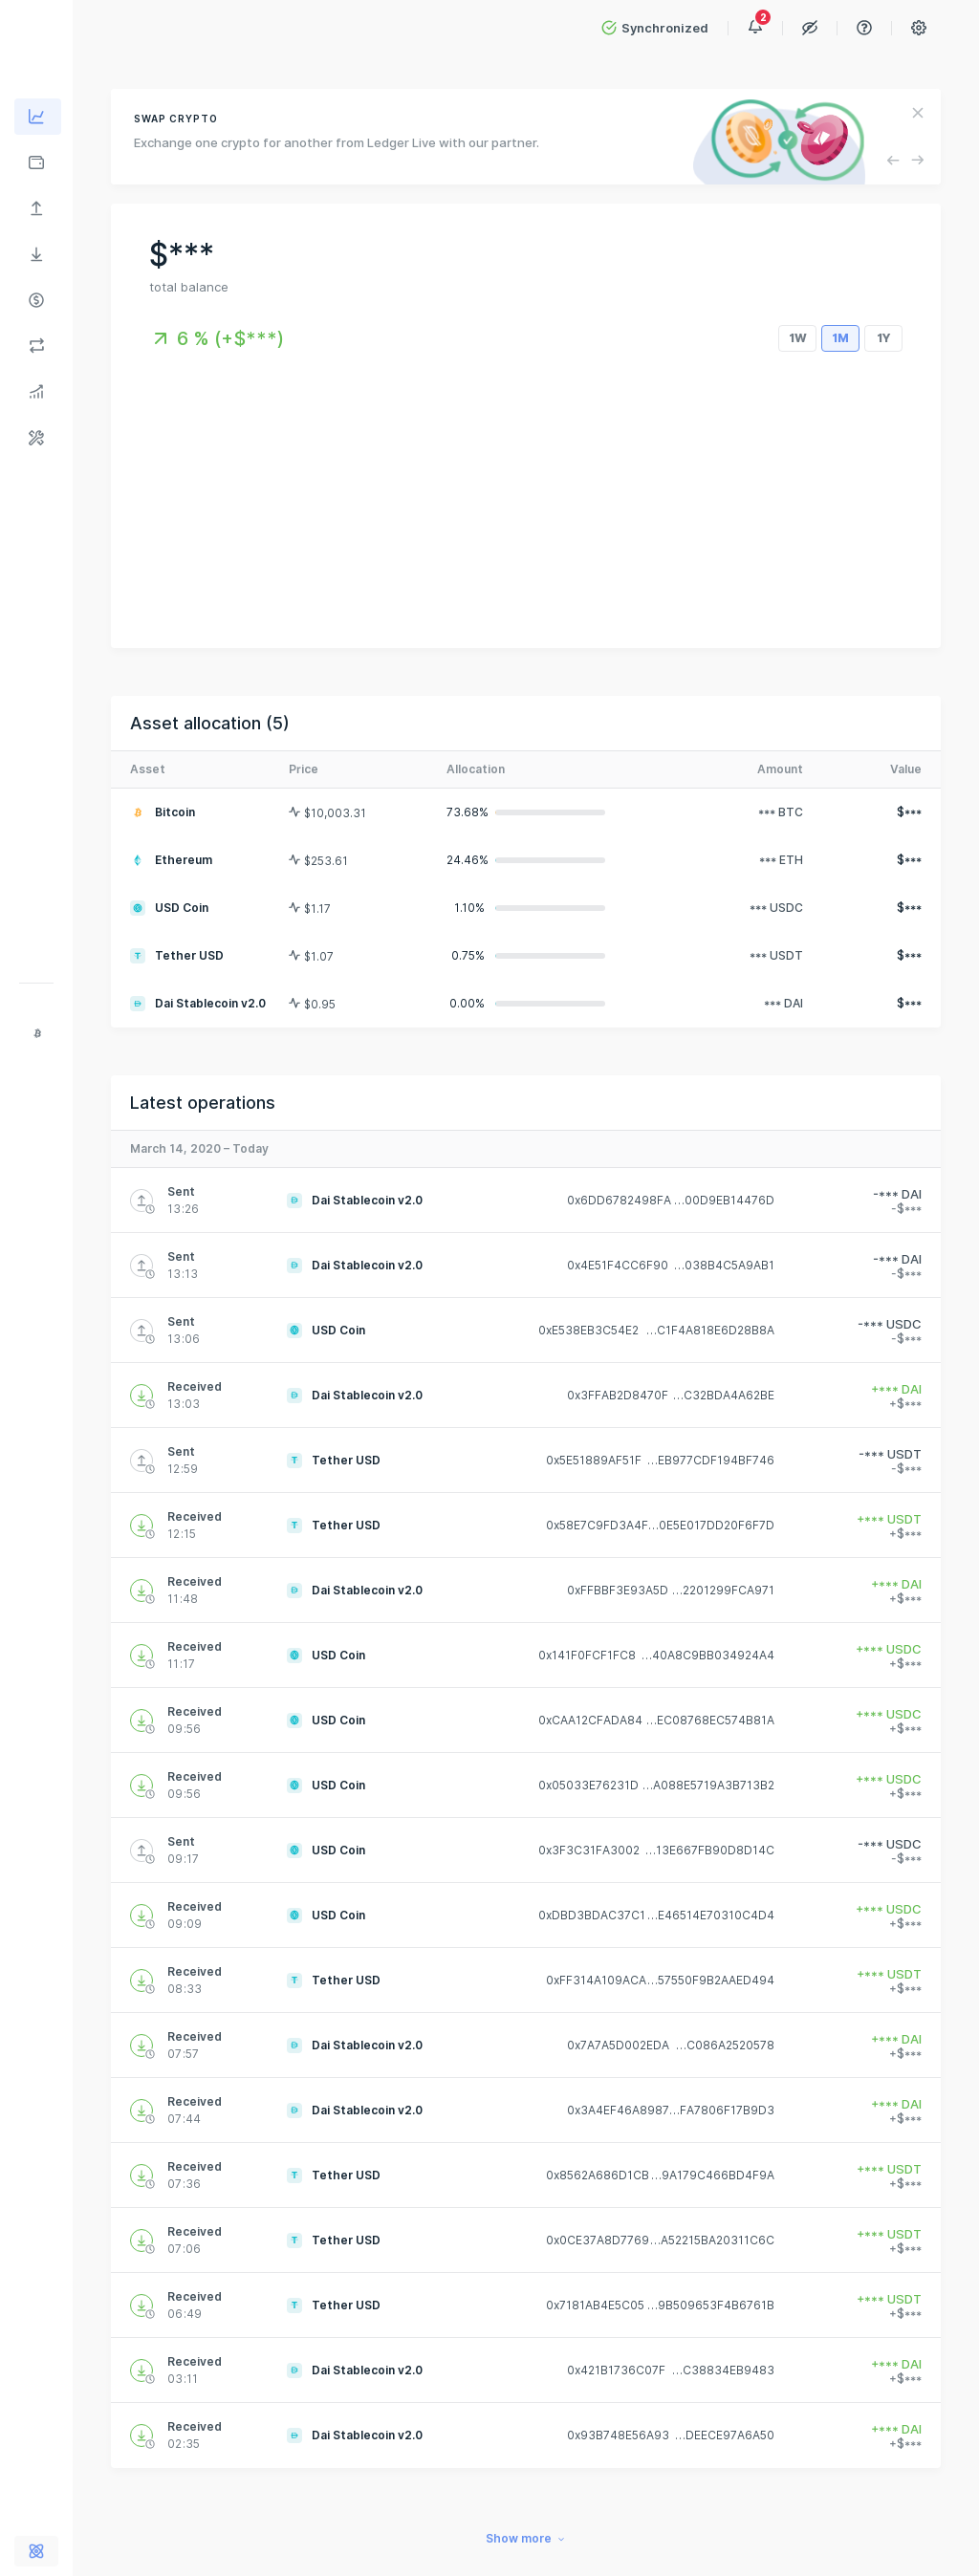 Synchronized
2
SWAP CRYPTO
Exchange one crypto for another from Ledger Live with our partner.
$***
total balance
6 % (+$***)
1W 1M 1Y
Asset allocation (5)
Asset Price Allocation Amount Value
Bitcoin $10,003.31 73.68% *** BTC $***
Ethereum $253.61 24.46% *** ETH $***
USD Coin $1.17 1.10% *** USDC $***
Tether USD $1.07 0.75% *** USDT $***
Dai Stablecoin v2.0 $0.95 0.00% *** DAI $***
Latest operations
March 14, 2020 – Today
Sent Dai Stablecoin v2.0 0x6DD6782498FA ...00D9EB14476D -*** DAI
13:26 -$***
Sent Dai Stablecoin v2.0 0x4E51F4CC6F90 ...038B4C5A9AB1 -*** DAI
13:13 -$***
Sent USD Coin 0xE538EB3C54E2 ...C1F4A818E6D28B8A -*** USDC
13:06 -$***
Received Dai Stablecoin v2.0 0x3FFAB2D8470F ...C32BDA4A62BE +*** DAI
13:03 +$***
Sent Tether USD 0x5E51889AF51F ...EB977CDF194BF746 -*** USDT
12:59 -$***
Received Tether USD 0x58E7C9FD3A4F...0E5E017DD20F6F7D +*** USDT
12:15 +$***
Received Dai Stablecoin v2.0 0xFFBBF3E93A5D ...2201299FCA971 +*** DAI
11:48 +$***
Received USD Coin 0x141F0FCF1FC8 ...40A8C9BB034924A4 +*** USDC
11:17 +$***
Received USD Coin 0xCAA12CFADA84 ...EC08768EC574B81A +*** USDC
09:56 +$***
Received USD Coin 0x05033E76231D ...A088E5719A3B713B2 +*** USDC
09:56 +$***
Sent USD Coin 0x3F3C31FA3002 ...13E667FB90D8D14C -*** USDC
09:17 -$***
Received USD Coin 0xDBD3BDAC37C1 ...E46514E70310C4D4 +*** USDC
09:09 +$***
Received Tether USD 0xFF314A109ACA...57550F9B2AAED494 +*** USDT
08:33 +$***
Received Dai Stablecoin v2.0 0x7A7A5D002EDA ...C086A2520578 +*** DAI
07:57 +$***
Received Dai Stablecoin v2.0 0x3A4EF46A8987...FA7806F17B9D3 +*** DAI
07:44 +$***
Received Tether USD 0x8562A686D1CB ...9A179C466BD4F9A +*** USDT
07:36 +$***
Received Tether USD 0x0CE37A8D7769...A52215BA20311C6C +*** USDT
07:06 +$***
Received Tether USD 0x7181AB4E5C05 ...9B509653F4B6761B +*** USDT
06:49 +$***
Received Dai Stablecoin v2.0 0x421B1736C07F ...C38834EB9483 +*** DAI
03:11 +$***
Received Dai Stablecoin v2.0 0x93B748E56A93 ...DEECE97A6A50 +*** DAI
02:35 +$***
Show more